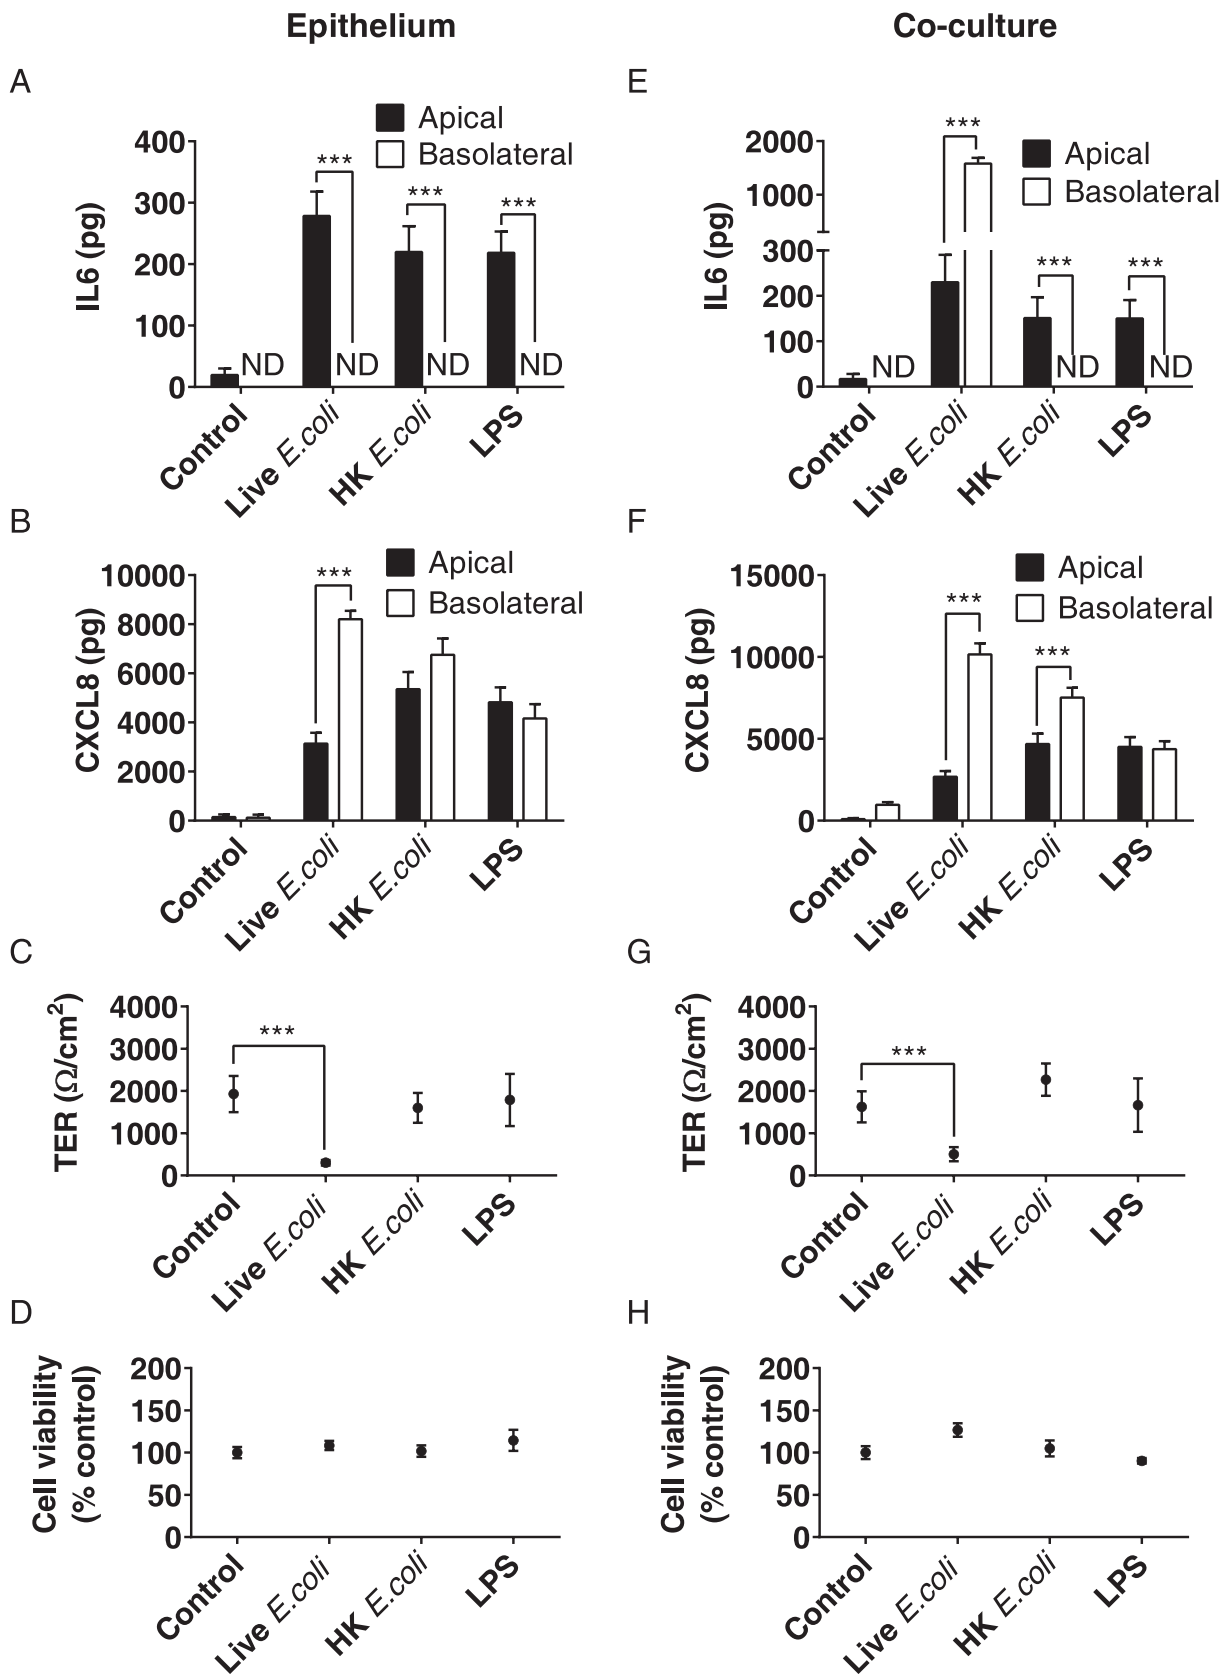 Epithelium
Co-culture
A
Apical
Basolateral
IL6 (pg)
400
300
200
100
0
***
***
***
ND
ND
ND
ND
Control
Live E.coli
HK E.coli
LPS
E
Apical
Basolateral
IL6 (pg)
2000
1000
300
200
100
0
***
***
***
ND
ND
ND
Control
Live E.coli
HK E.coli
LPS
B
Apical
Basolateral
CXCL8 (pg)
10000
8000
6000
4000
2000
0
***
Control
Live E.coli
HK E.coli
LPS
F
Apical
Basolateral
CXCL8 (pg)
15000
10000
5000
0
***
***
Control
Live E.coli
HK E.coli
LPS
C
TER (Ω/cm²)
4000
3000
2000
1000
0
***
Control
Live E.coli
HK E.coli
LPS
G
TER (Ω/cm²)
4000
3000
2000
1000
0
***
Control
Live E.coli
HK E.coli
LPS
D
Cell viability
(% control)
200
150
100
50
0
Control
Live E.coli
HK E.coli
LPS
H
Cell viability
(% control)
200
150
100
50
0
Control
Live E.coli
HK E.coli
LPS